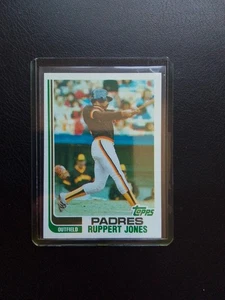 Topps
PADRES
OUTFIELD
RUPPERT JONES